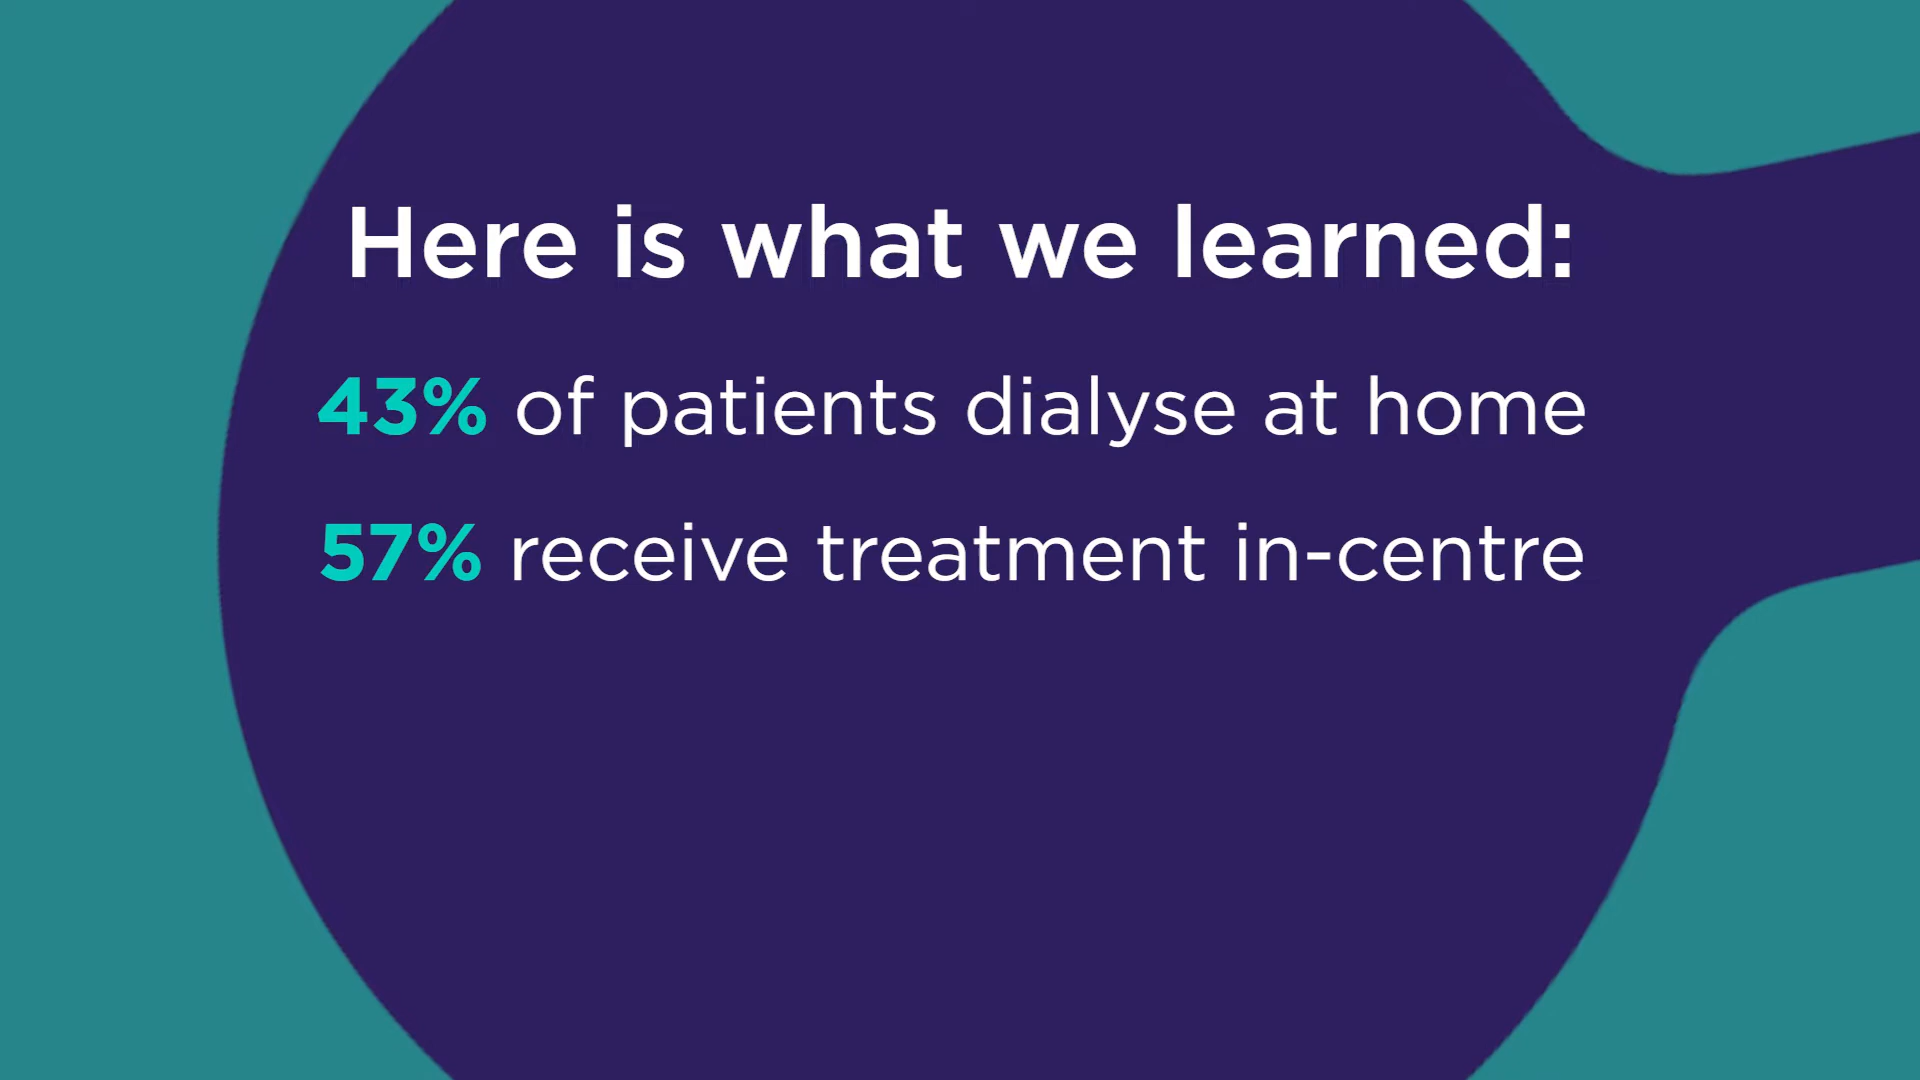 Here is what we learned:
43% of patients dialyse at home
57% receive treatment in-centre